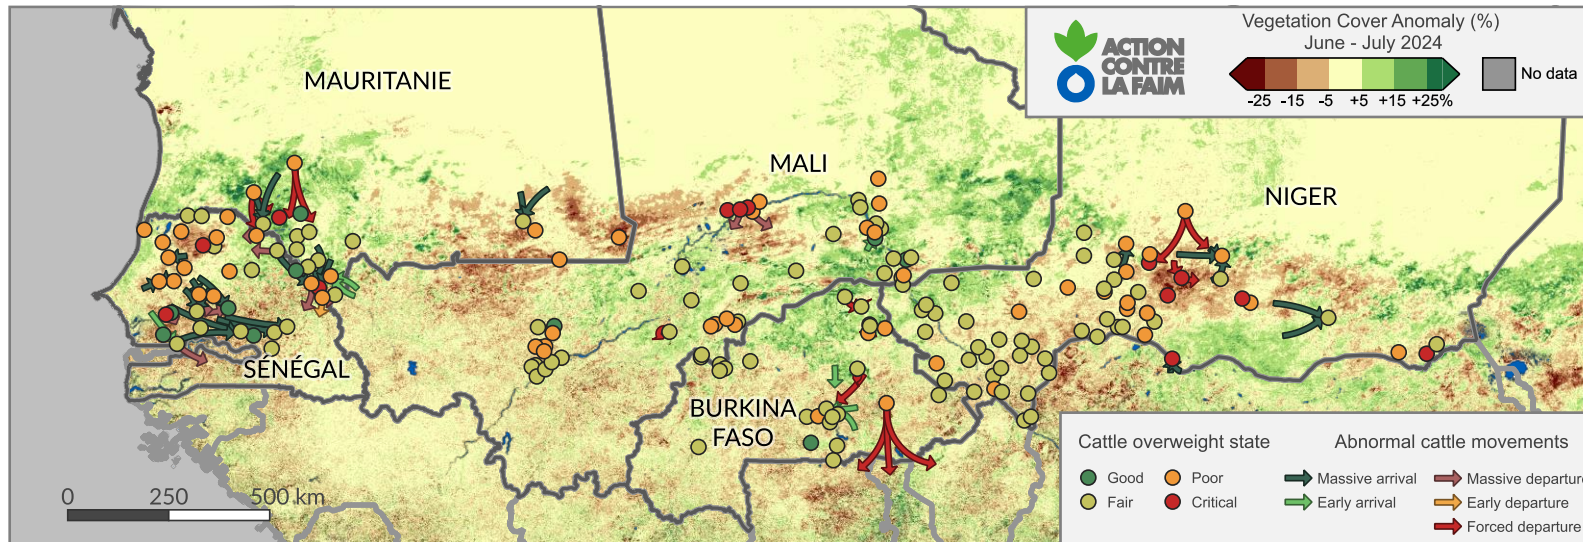 Vegetation Cover Anomaly (%)
June - July 2024
ACTION
CONTRE
LA FAIM
No data
-25 -15 -5 +5 +15 +25%
MAURITANIE
MALI
NIGER
SÉNÉGAL
BURKINA
FASO
Cattle overweight state
Good
Poor
Fair
Critical
Abnormal cattle movements
Massive arrival
Massive departure
Early arrival
Early departure
Forced departure
0 250 500 km